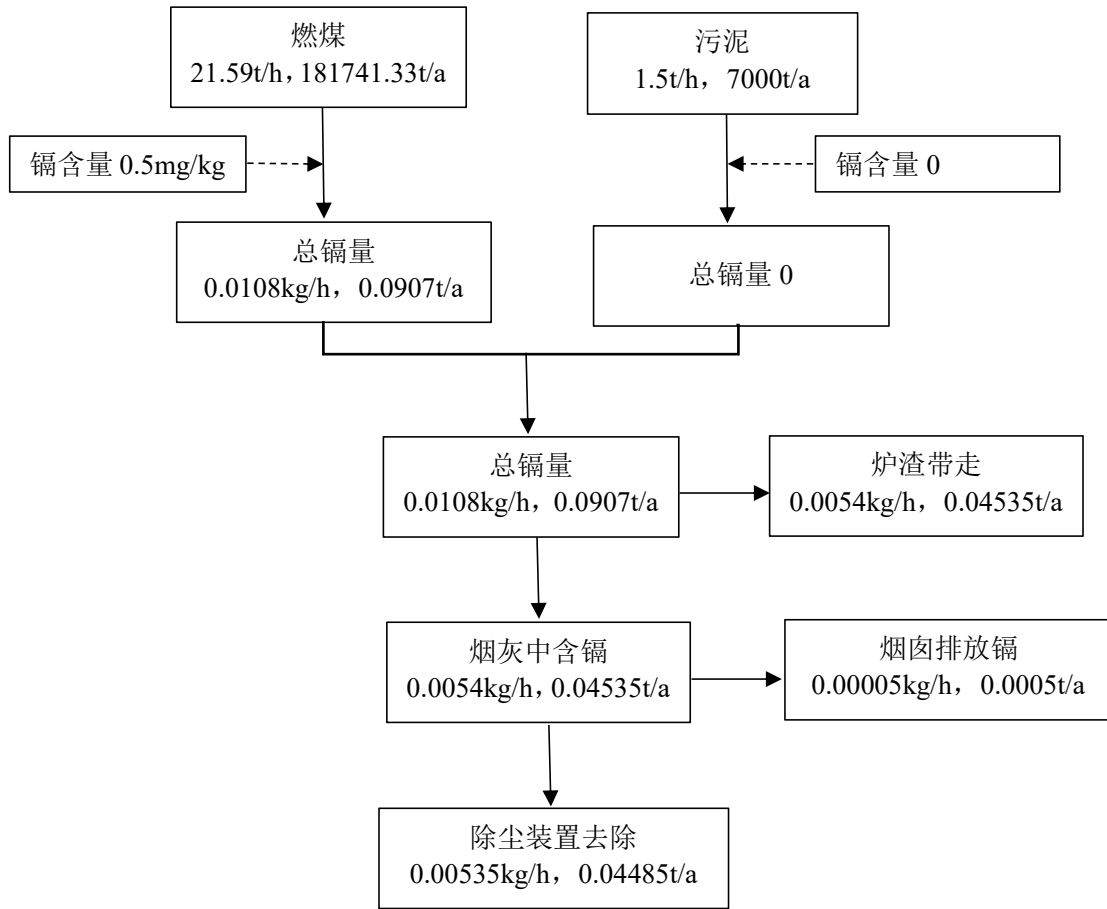 燃煤
21.59t/h，181741.33t/a
污泥
1.5t/h，7000t/a
镉含量 0.5mg/kg
镉含量 0
总镉量
0.0108kg/h，0.0907t/a
总镉量 0
总镉量
0.0108kg/h，0.0907t/a
炉渣带走
0.0054kg/h，0.04535t/a
烟灰中含镉
0.0054kg/h，0.04535t/a
烟囱排放镉
0.00005kg/h，0.0005t/a
除尘装置去除
0.00535kg/h，0.04485t/a